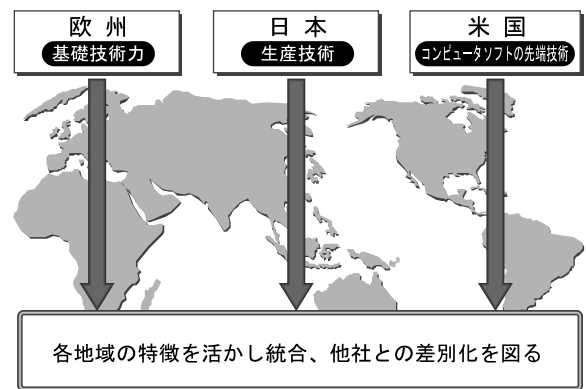 欧州
基礎技術力
日本
生産技術
米国
コンピュータソフトの先端技術
各地域の特徴を活かし統合、他社との差別化を図る